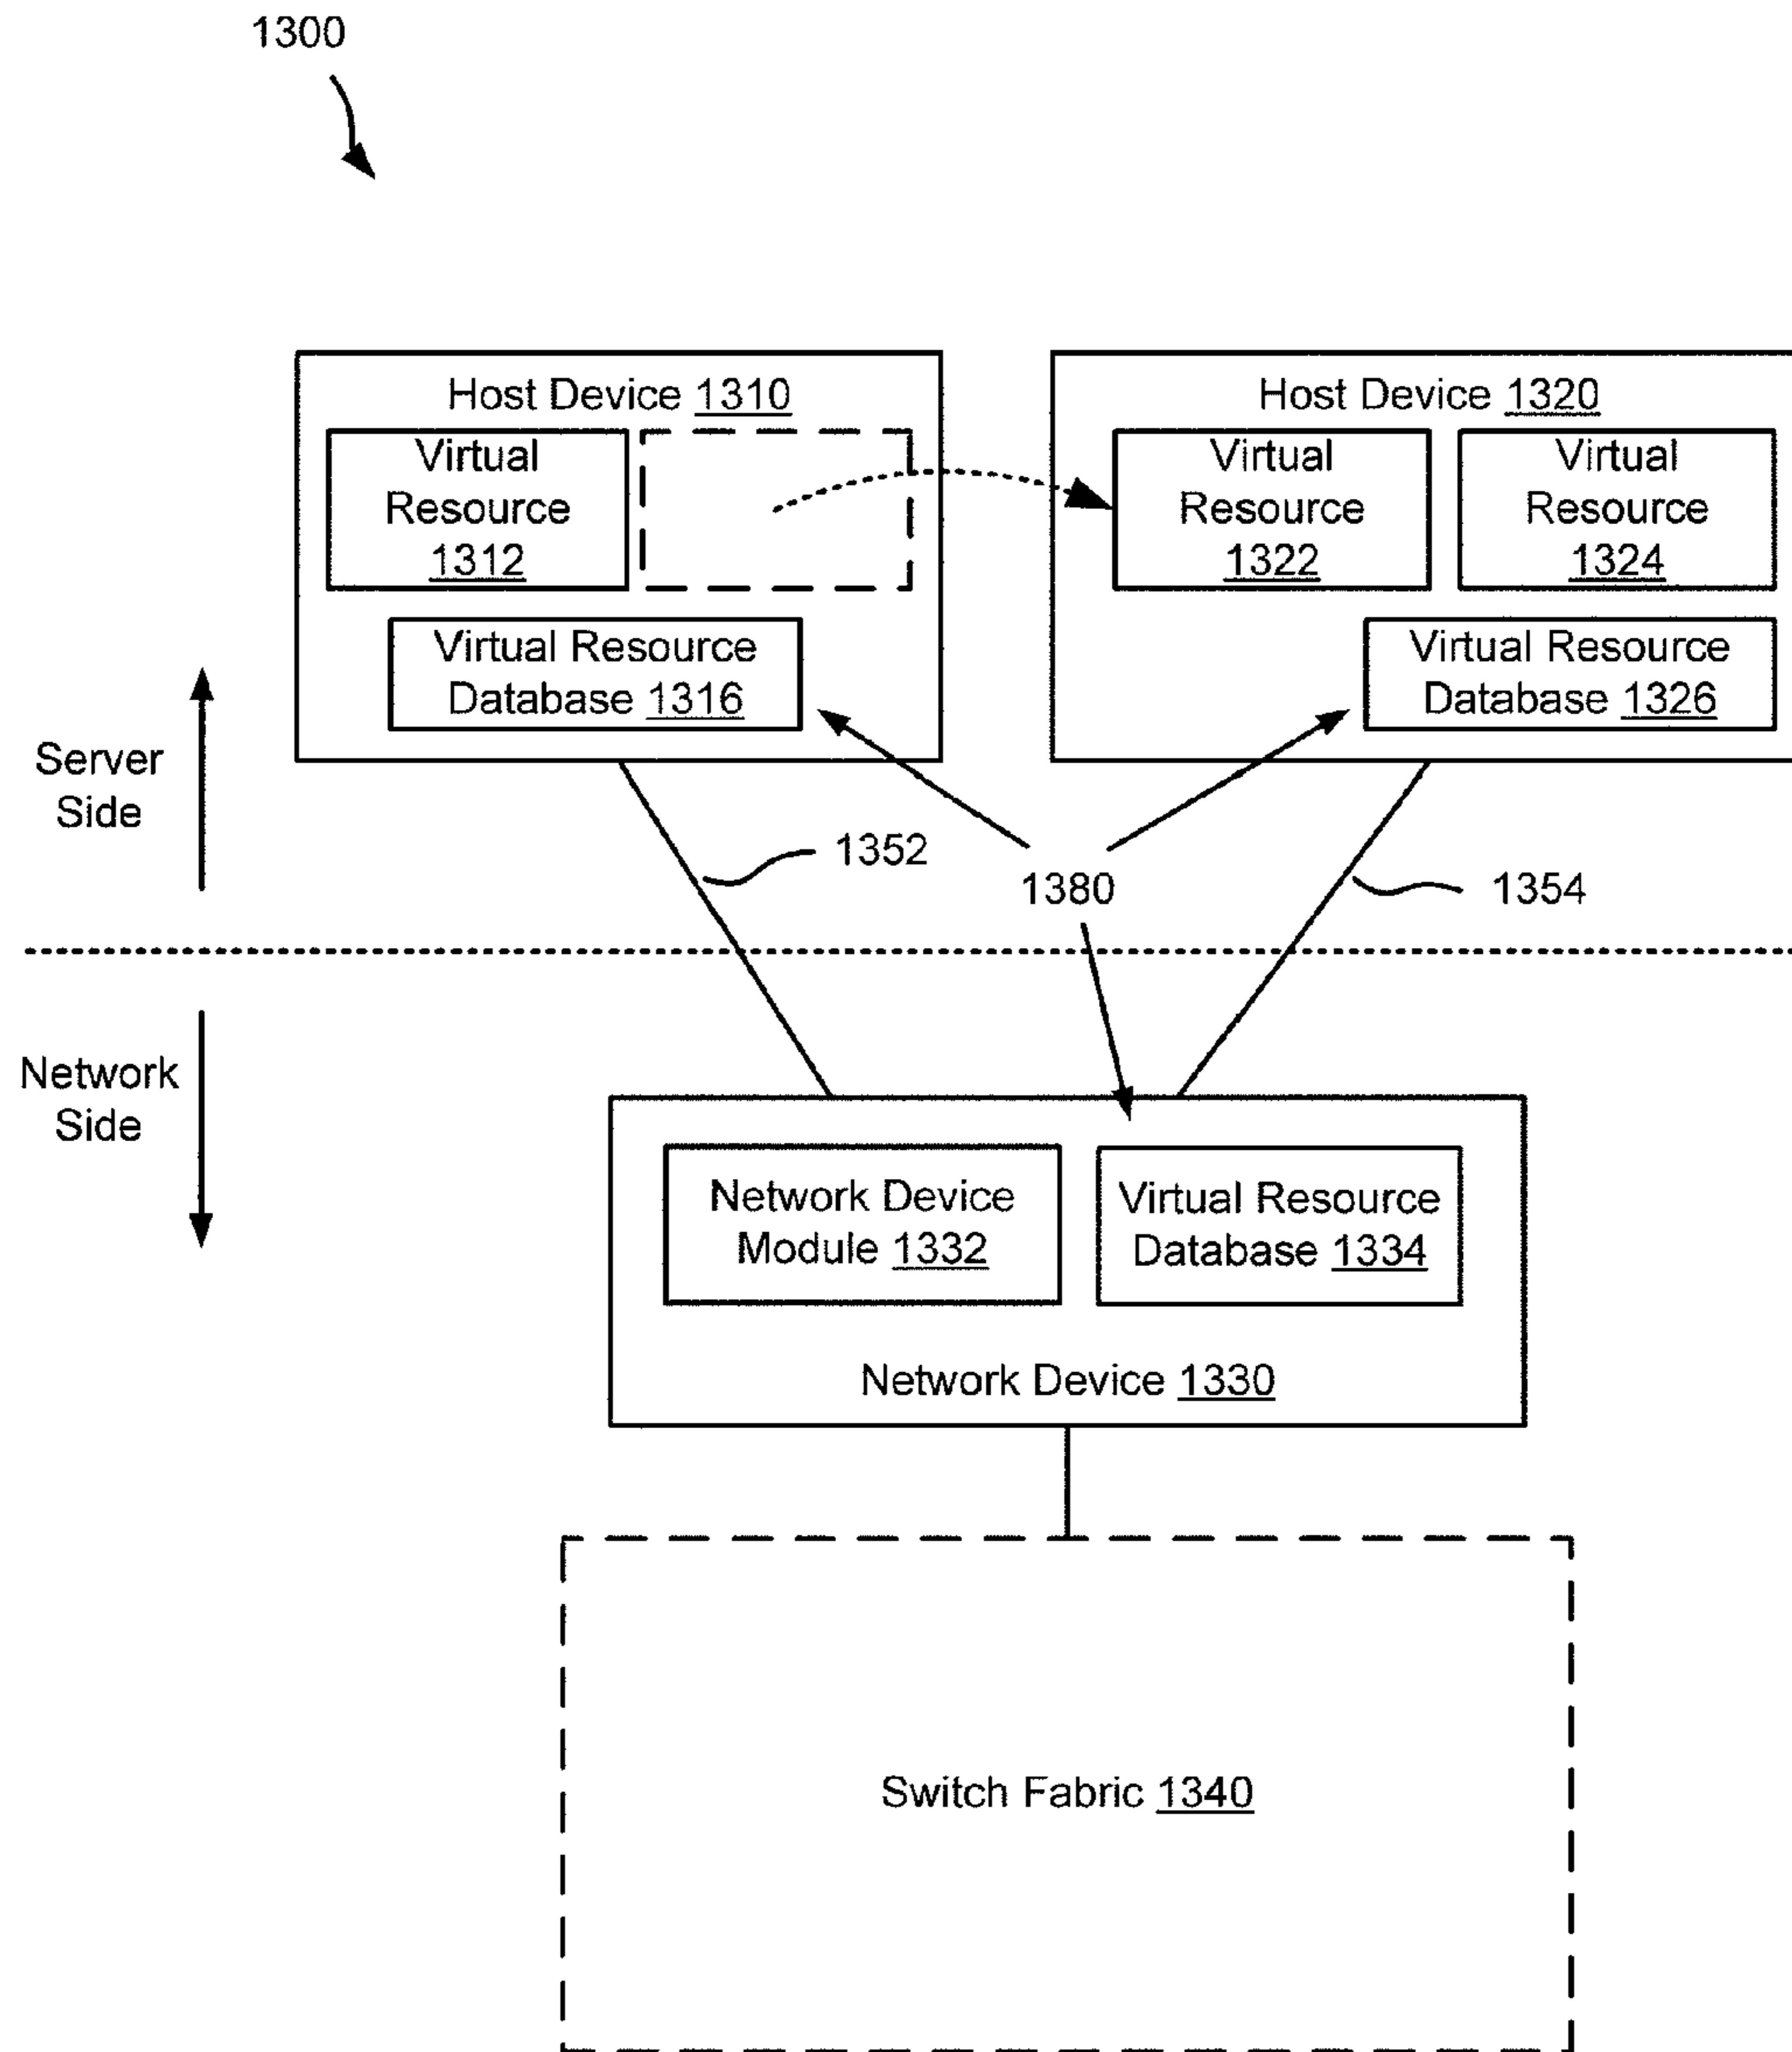 1300
Host Device 1310
Virtual
Resource
1312
Virtual Resource
Database 1316
Host Device 1320
Virtual
Resource
1322
Virtual
Resource
1324
Virtual Resource
Database 1326
Server
Side
1352
1380
1354
Network
Side
Network Device
Module 1332
Virtual Resource
Database 1334
Network Device 1330
Switch Fabric 1340